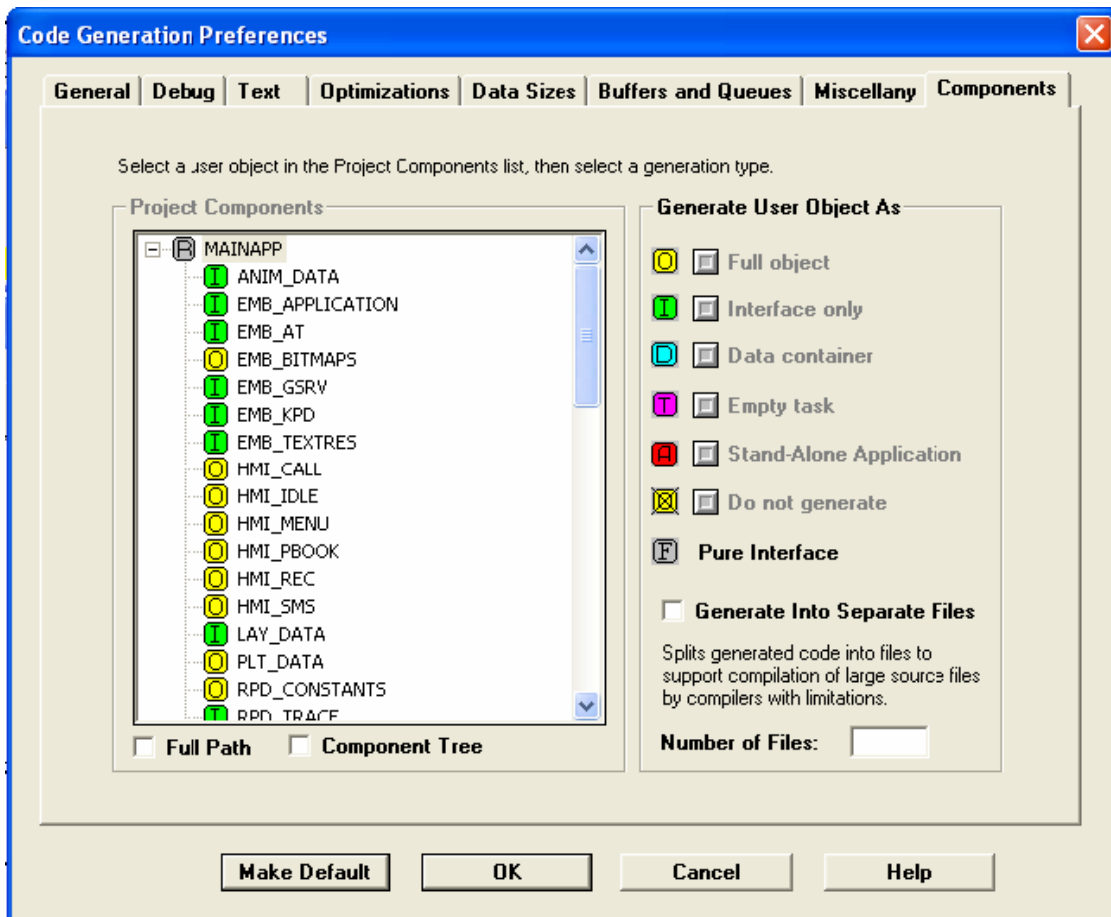 Code Generation Preferences
General Debug Text Optimizations Data Sizes Buffers and Queues Miscellany Components
Select a user object in the Project Components list, then select a generation type.
Project Components
R MAINAPP
I ANIM_DATA
I EMB_APPLICATION
I EMB_AT
O EMB_BITMAPS
I EMB_GSRV
I EMB_KPD
I EMB_TEXTRES
O HMI_CALL
O HMI_IDLE
O HMI_MENU
O HMI_PBOOK
O HMI_REC
O HMI_SMS
I LAY_DATA
O PLT_DATA
O RPD_CONSTANTS
I RPD_TRACE
Full Path Component Tree
Generate User Object As
O Full object
I Interface only
D Data container
T Empty task
A Stand-Alone Application
Do not generate
F Pure Interface
Generate Into Separate Files
Splits generated code into files to
support compilation of large source files
by compilers with limitations.
Number of Files:
Make Default OK Cancel Help